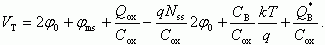 V_T = 2φ_0 + φ_ms + Q_ox/C_ox − qN_ss/C_ox 2φ_0 + C_B/C_ox kT/q + Q_B^*/C_ox .